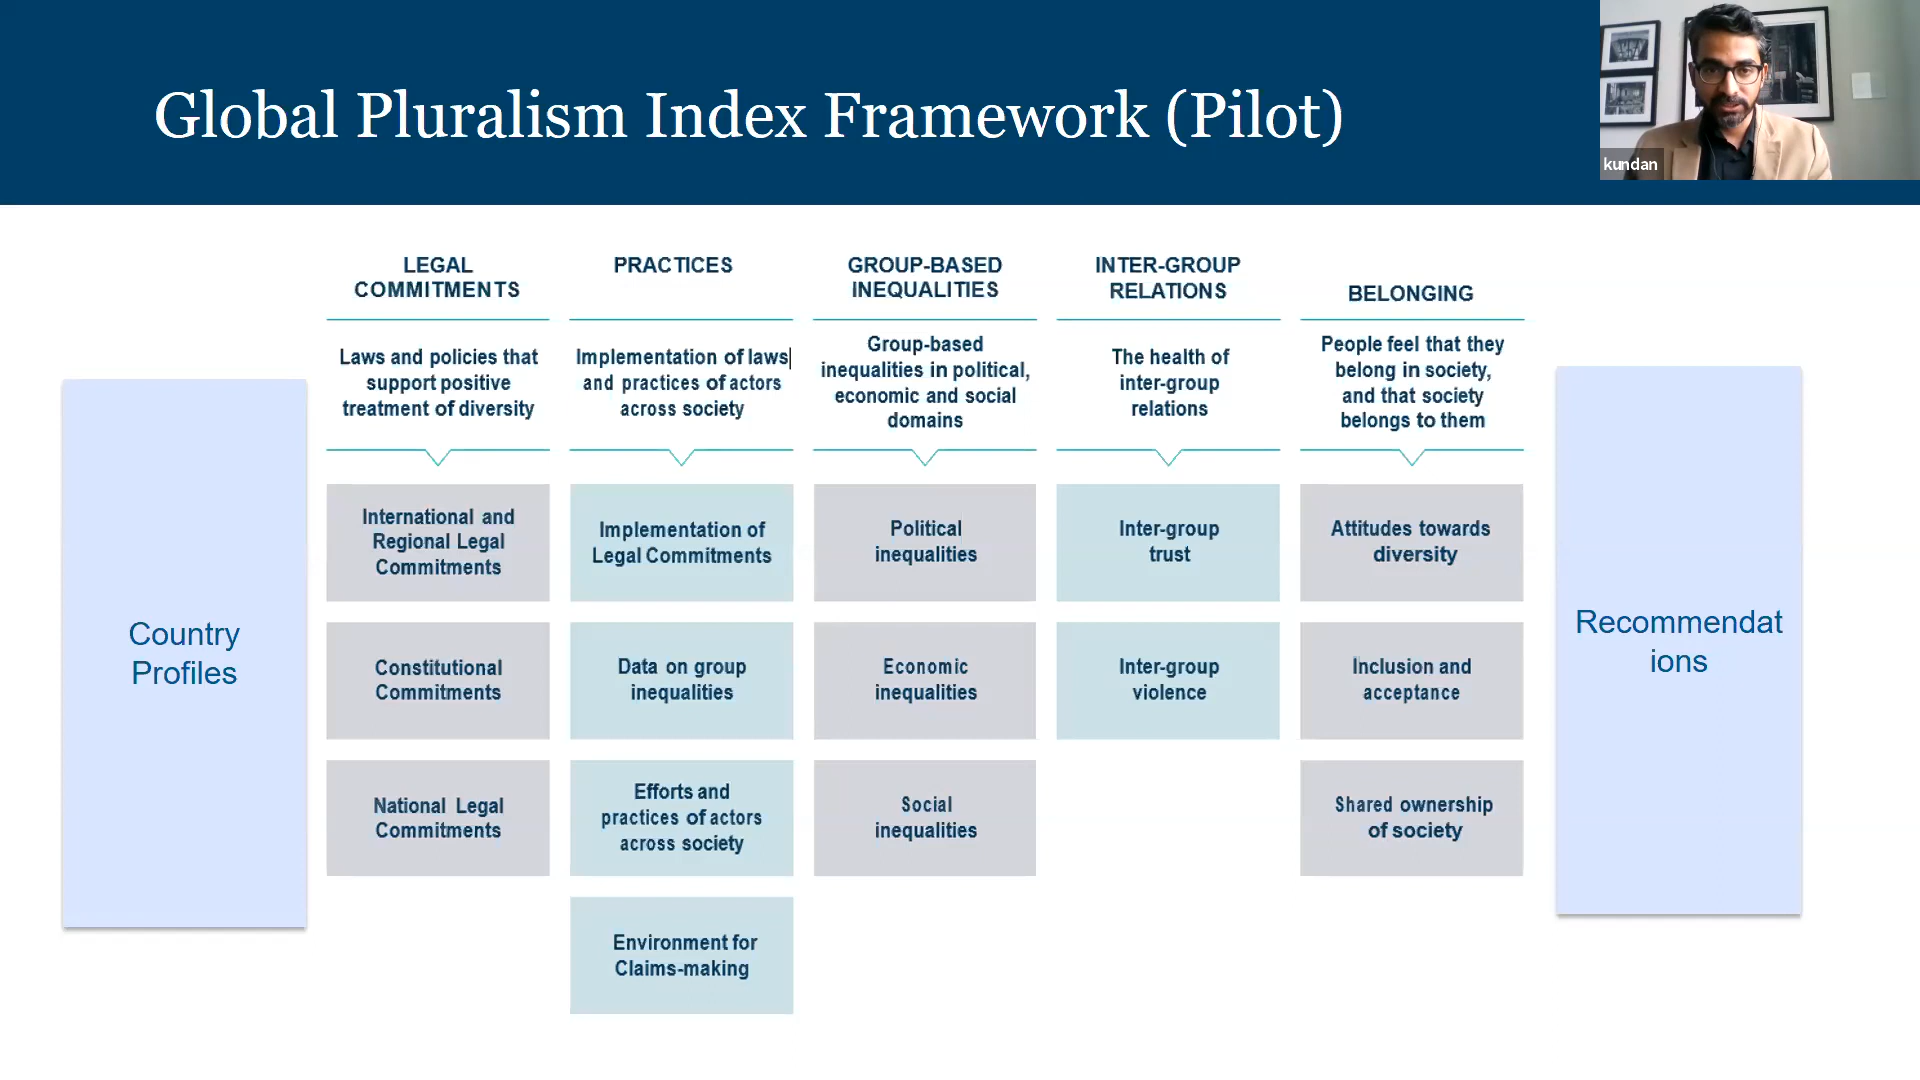 Global Pluralism Index Framework (Pilot)
kundan
LEGAL
COMMITMENTS
PRACTICES
GROUP-BASED
INEQUALITIES
INTER-GROUP
RELATIONS
BELONGING
Laws and policies that
support positive
treatment of diversity
Implementation of laws
and practices of actors
across society
Group-based
inequalities in political,
economic and social
domains
The health of
inter-group
relations
People feel that they
belong in society,
and that society
belongs to them
Country
Profiles
International and
Regional Legal
Commitments
Constitutional
Commitments
National Legal
Commitments
Implementation of
Legal Commitments
Data on group
inequalities
Efforts and
practices of actors
across society
Environment for
Claims-making
Political
inequalities
Economic
inequalities
Social
inequalities
Inter-group
trust
Inter-group
violence
Attitudes towards
diversity
Inclusion and
acceptance
Shared ownership
of society
Recommendat
ions